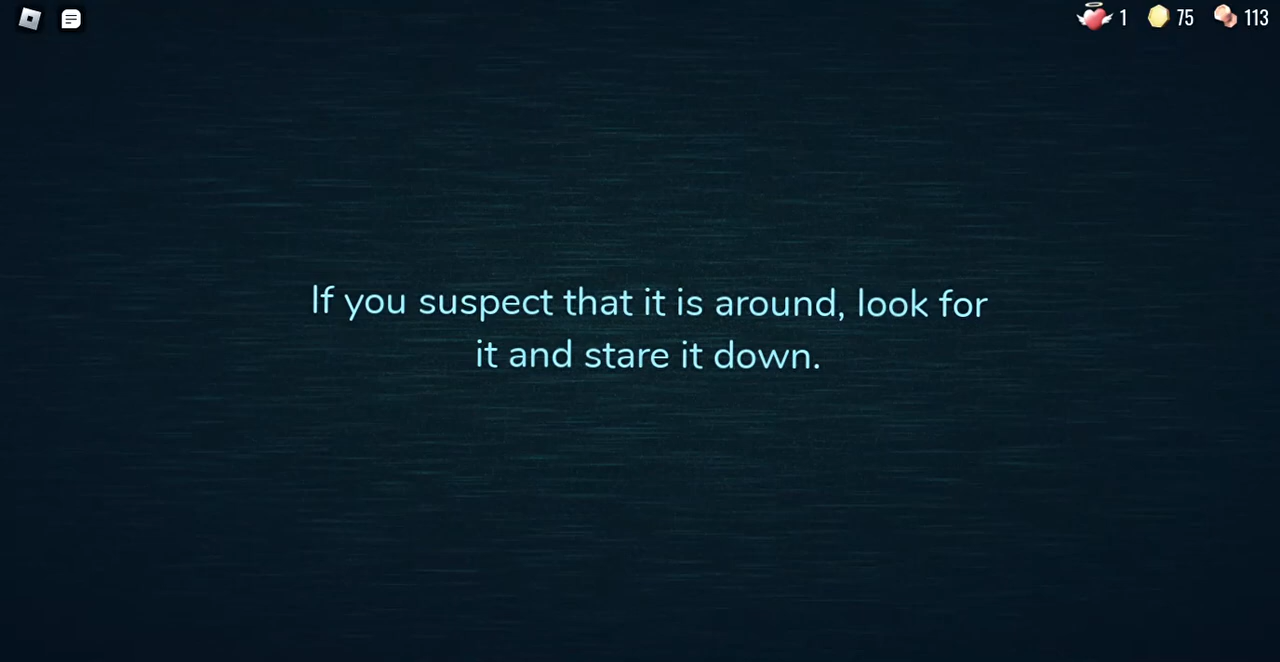 1 75 113
If you suspect that it is around, look for
it and stare it down.